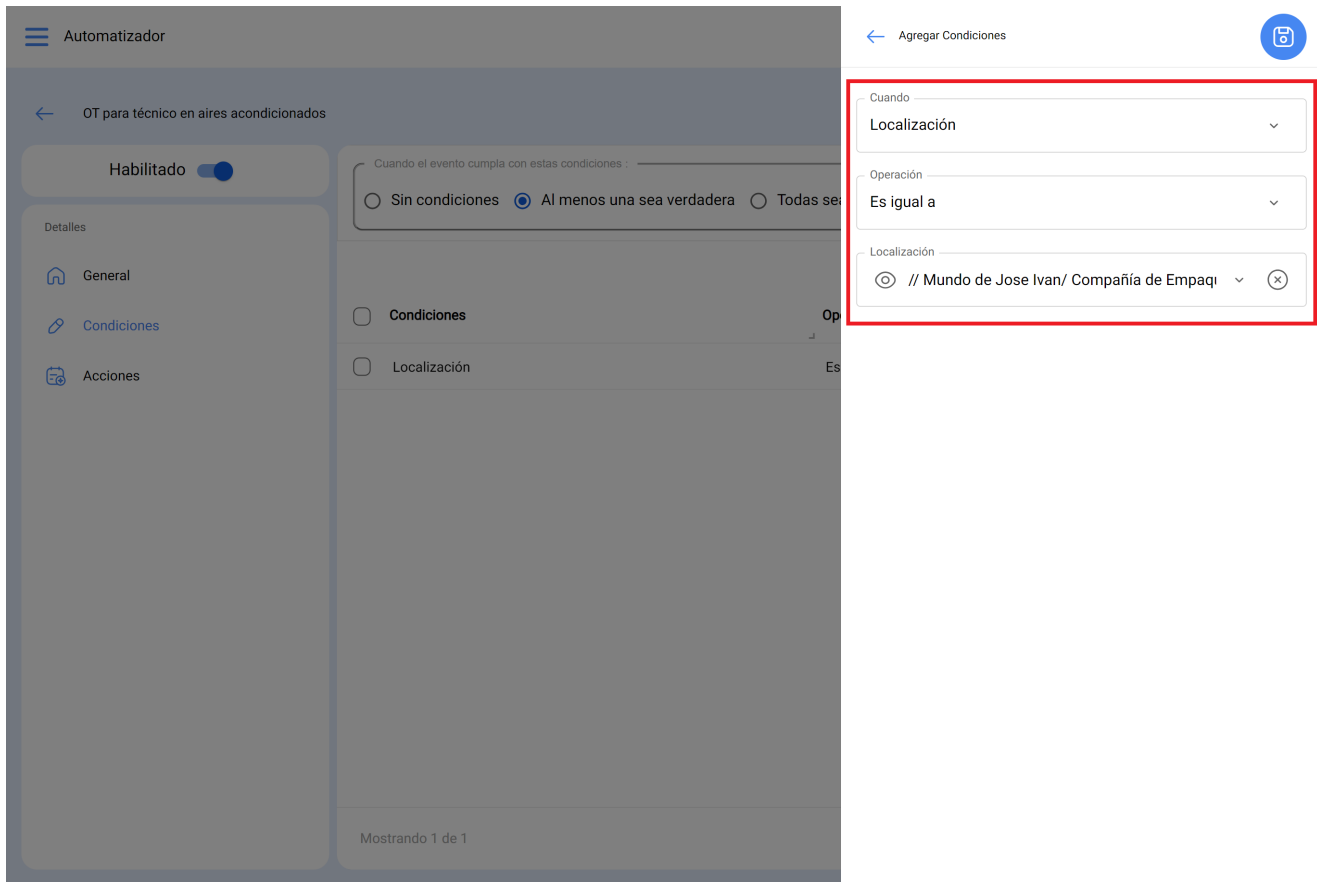 Automatizador
OT para técnico en aires acondicionados
Habilitado
Detalles
General
Condiciones
Acciones
Cuando el evento cumpla con estas condiciones :
Sin condiciones Al menos una sea verdadera Todas sea
Condiciones Ope
Localización Es
Mostrando 1 de 1
Agregar Condiciones
Cuando
Localización
Operación
Es igual a
Localización
// Mundo de Jose Ivan/ Compañía de Empaqu